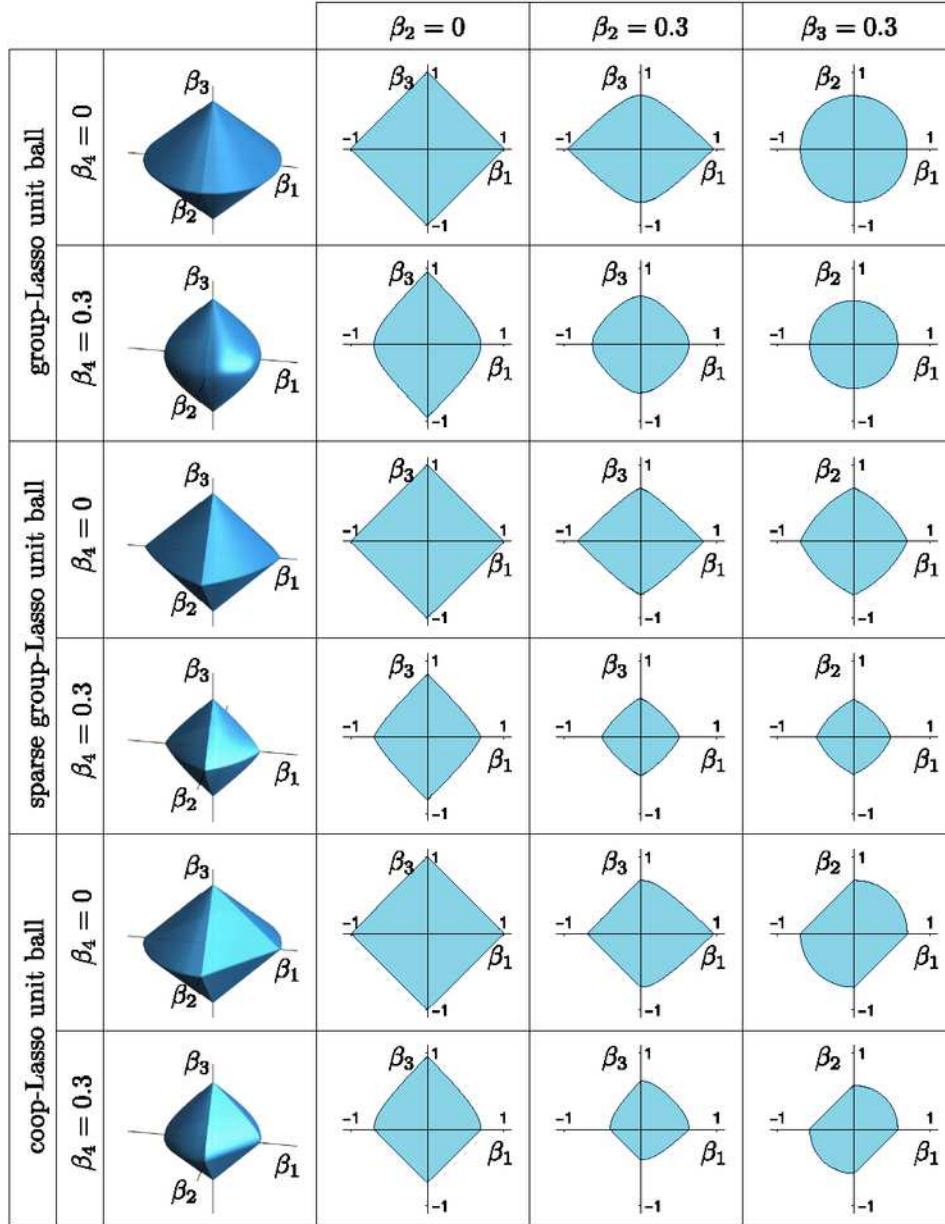 β₂ = 0 β₂ = 0.3 β₃ = 0.3
group-Lasso unit ball
β₄ = 0
β₃
β₁
β₂
β₃ 1
−1 1
β₁
−1
β₃ 1
−1 1
β₁
−1
β₂ 1
−1 1
β₁
−1
β₄ = 0.3
β₃
β₁
β₂
β₃ 1
−1 1
β₁
−1
β₃ 1
−1 1
β₁
−1
β₂ 1
−1 1
β₁
−1
sparse group-Lasso unit ball
β₄ = 0
β₃
β₁
β₂
β₃ 1
−1 1
β₁
−1
β₃ 1
−1 1
β₁
−1
β₂ 1
−1 1
β₁
−1
β₄ = 0.3
β₃
β₁
β₂
β₃ 1
−1 1
β₁
−1
β₃ 1
−1 1
β₁
−1
β₂ 1
−1 1
β₁
−1
coop-Lasso unit ball
β₄ = 0
β₃
β₁
β₂
β₃ 1
−1 1
β₁
−1
β₃ 1
−1 1
β₁
−1
β₂ 1
−1 1
β₁
−1
β₄ = 0.3
β₃
β₁
β₂
β₃ 1
−1 1
β₁
−1
β₃ 1
−1 1
β₁
−1
β₂ 1
−1 1
β₁
−1